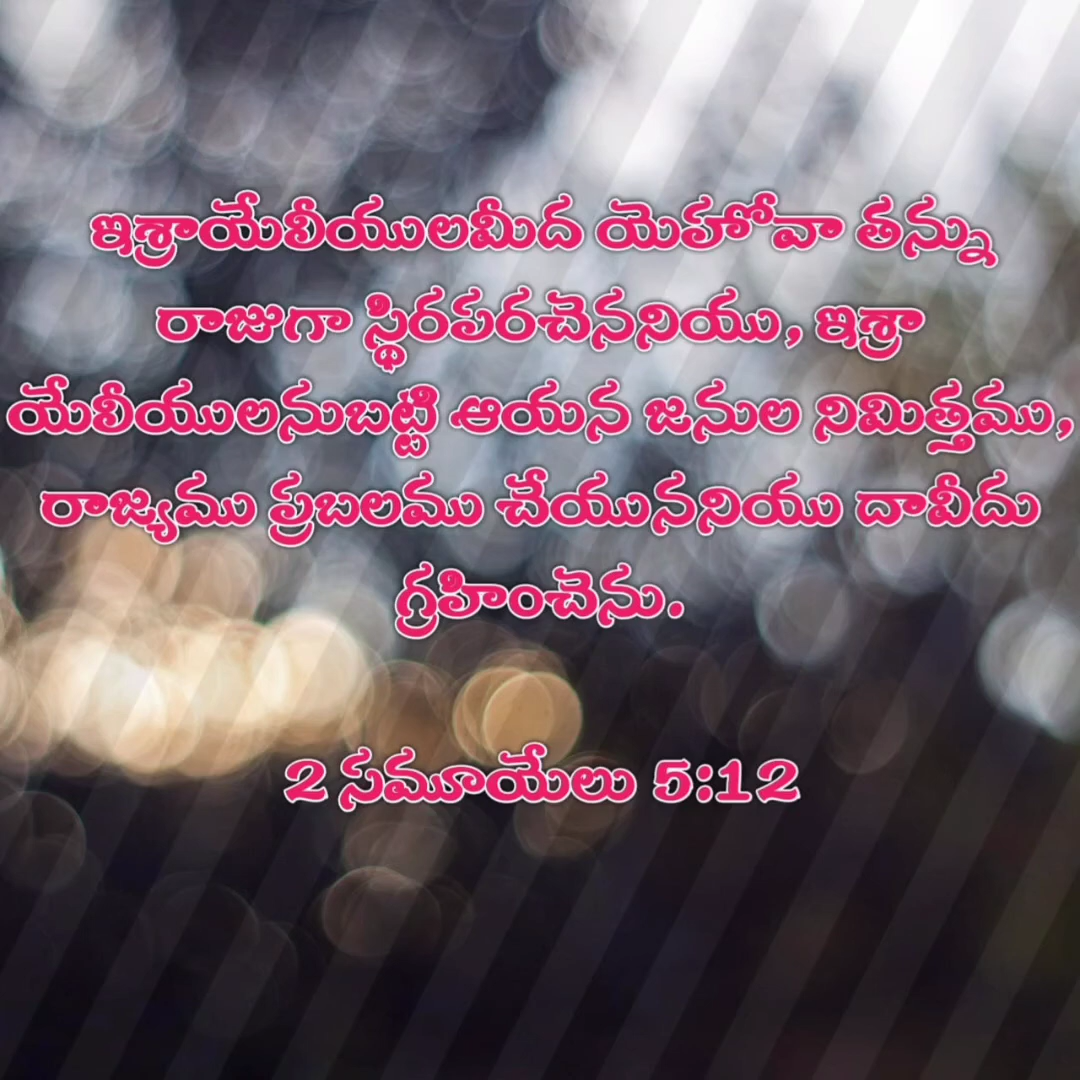 ఇశ్రాయేలీయులమీద యెహోవా తన్ను
రాజుగా స్థిరపరచెననియు, ఇశ్రా
యేలీయులనుబట్టి ఆయన జనుల నిమిత్తము,
రాజ్యము ప్రబలము చేయుననియు దావీదు
గ్రహించెను.
2 సమూయేలు 5:12